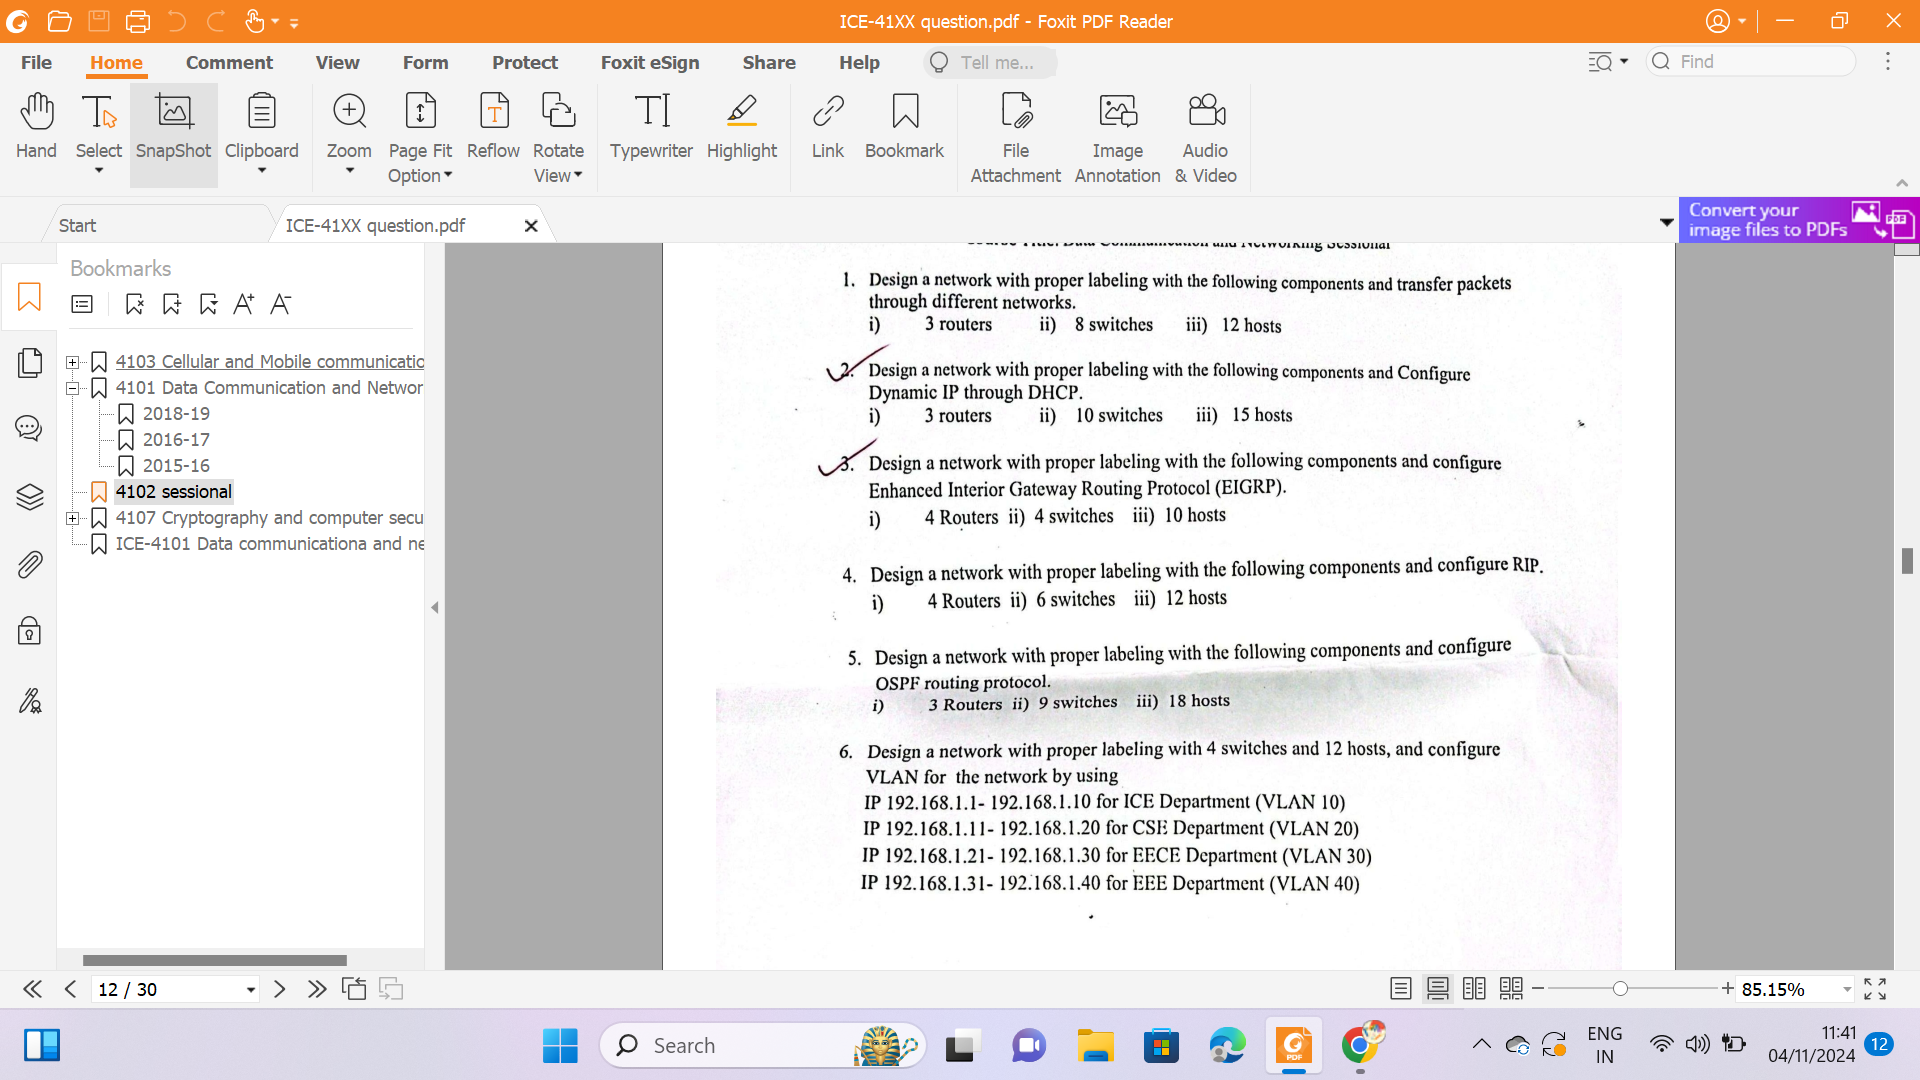 ICE-41XX question.pdf - Foxit PDF Reader
File Home Comment View Form Protect Foxit eSign Share Help Tell me... Find
Hand Select SnapShot Clipboard Zoom Page Fit Option Reflow Rotate View Typewriter Highlight Link Bookmark File Attachment Image Annotation Audio & Video
Start ICE-41XX question.pdf
Convert your
image files to PDFs
PDF
Bookmarks
4103 Cellular and Mobile communicatio
4101 Data Communication and Networ
2018-19
2016-17
2015-16
4102 sessional
4107 Cryptography and computer secu
ICE-4101 Data communicationa and ne
Course Title: Data Communication and Networking Sessional
1. Design a network with proper labeling with the following components and transfer packets
through different networks.
i) 3 routers ii) 8 switches iii) 12 hosts
2. Design a network with proper labeling with the following components and Configure
Dynamic IP through DHCP.
i) 3 routers ii) 10 switches iii) 15 hosts
3. Design a network with proper labeling with the following components and configure
Enhanced Interior Gateway Routing Protocol (EIGRP).
i) 4 Routers ii) 4 switches iii) 10 hosts
4. Design a network with proper labeling with the following components and configure RIP.
i) 4 Routers ii) 6 switches iii) 12 hosts
5. Design a network with proper labeling with the following components and configure
OSPF routing protocol.
i) 3 Routers ii) 9 switches iii) 18 hosts
6. Design a network with proper labeling with 4 switches and 12 hosts, and configure
VLAN for the network by using
IP 192.168.1.1- 192.168.1.10 for ICE Department (VLAN 10)
IP 192.168.1.11- 192.168.1.20 for CSE Department (VLAN 20)
IP 192.168.1.21- 192.168.1.30 for EECE Department (VLAN 30)
IP 192.168.1.31- 192.168.1.40 for EEE Department (VLAN 40)
12 / 30
85.15%
Search
PDF
ENG
IN
11:41
04/11/2024
12